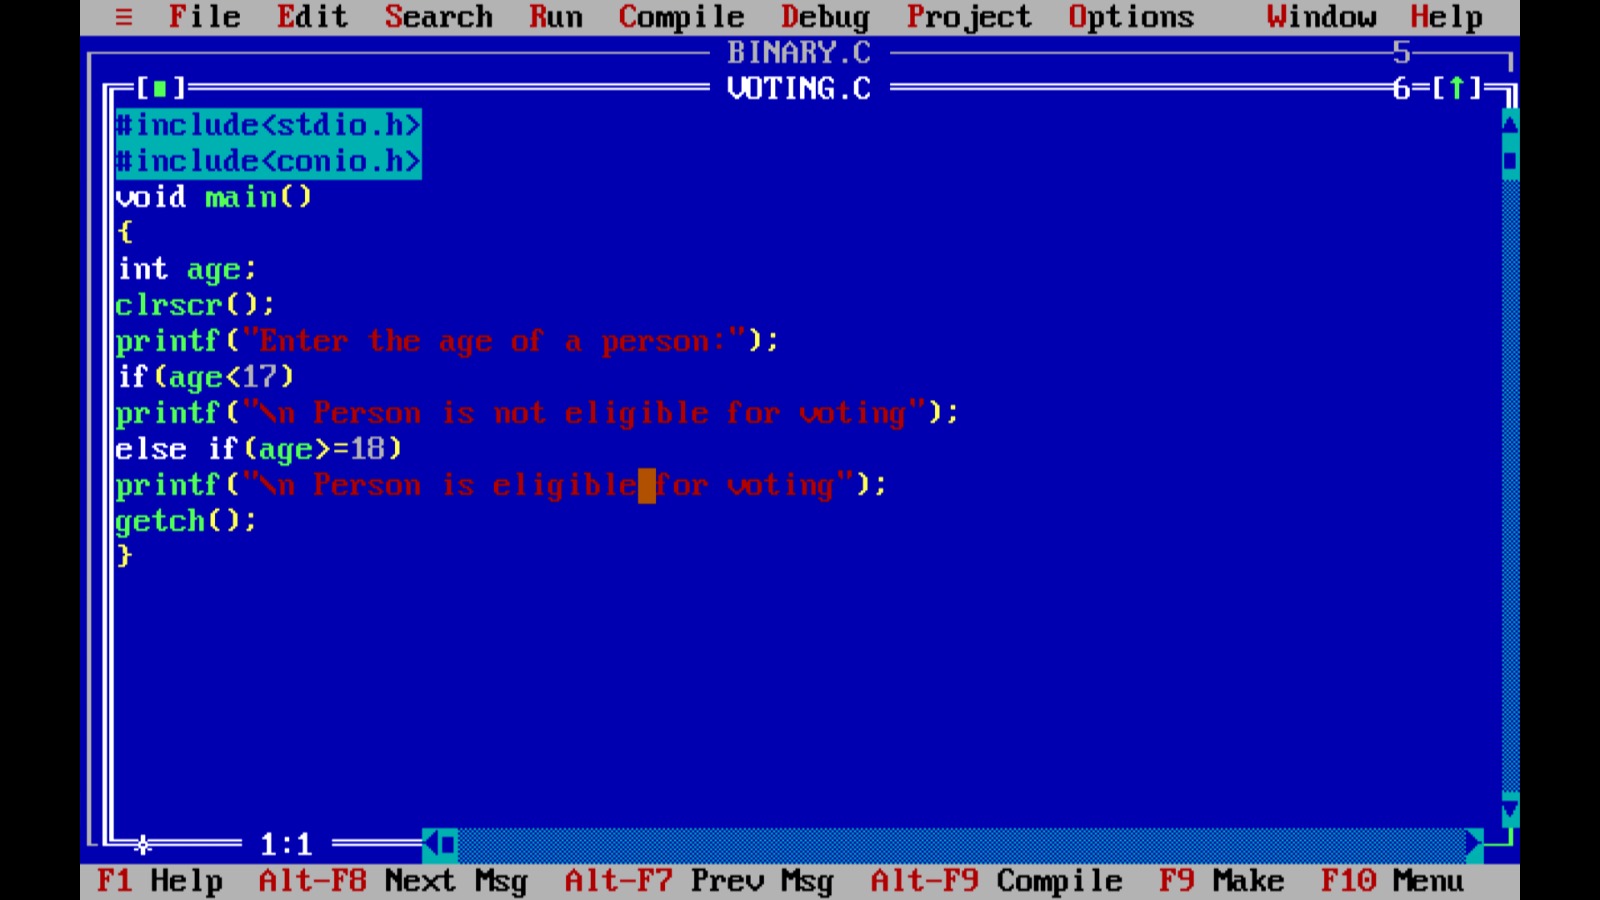 ≡ File Edit Search Run Compile Debug Project Options Window Help
BINARY.C 5
[■] VOTING.C 6=[↑]
#include<stdio.h>
#include<conio.h>
void main()
{
int age;
clrscr();
printf("Enter the age of a person:");
if(age<17)
printf("\n Person is not eligible for voting");
else if(age>=18)
printf("\n Person is eligible for voting");
getch();
}
1:1
F1 Help Alt-F8 Next Msg Alt-F7 Prev Msg Alt-F9 Compile F9 Make F10 Menu